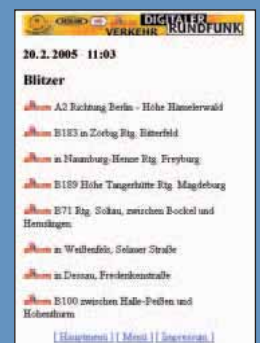 DIGITALER
VERKEHR RUNDFUNK
20.2.2005 11:03
Blitzer
A2 Richtung Berlin - Höhe Hämelerwald
B183 in Zörbig Rtg. Bitterfeld
in Naumburg-Henne Rtg. Freyburg
B189 Höhe Tangerhütte Rtg. Magdeburg
B71 Rtg. Soltau, zwischen Bockel und
Hemslingen
in Weißenfels, Selauer Straße
in Dessau, Frederikenstraße
B100 zwischen Halle-Peißen und
Hohenthurm
[ Hauptmenü ] [ Menü ] [ Impressum ]